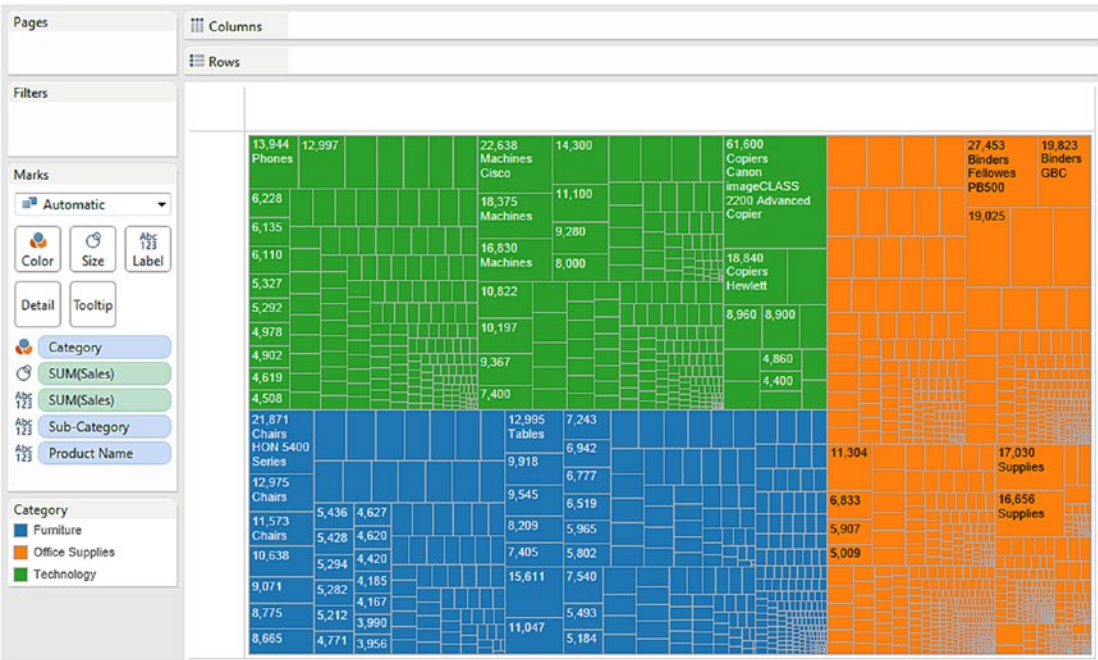 Pages
Columns
Rows
Filters
Marks
Automatic
Color
Size
Abc
123
Label
Detail
Tooltip
Category
SUM(Sales)
Abc
123
SUM(Sales)
Abc
123
Sub-Category
Abc
123
Product Name
Category
Furniture
Office Supplies
Technology
13,944
Phones
12,997
6,228
6,135
6,110
5,327
5,292
4,978
4,902
4,619
4,508
22,638
Machines
Cisco
18,375
Machines
16,830
Machines
10,822
10,197
9,367
7,400
14,300
11,100
9,280
8,000
61,600
Copiers
Canon
imageCLASS
2200 Advanced
Copier
18,840
Copiers
Hewlett
8,960
8,900
4,860
4,400
21,871
Chairs
HON 5400
Series
12,975
Chairs
11,573
Chairs
10,638
9,071
8,775
8,665
5,436
5,428
5,294
5,282
5,212
4,771
4,627
4,620
4,420
4,185
4,167
3,990
3,956
12,995
Tables
9,918
9,545
8,209
7,405
15,611
11,047
7,243
6,942
6,777
6,519
5,965
5,802
7,540
5,493
5,184
27,453
Binders
Fellowes
PB500
19,823
Binders
GBC
19,025
11,304
6,833
5,907
5,009
17,030
Supplies
16,656
Supplies